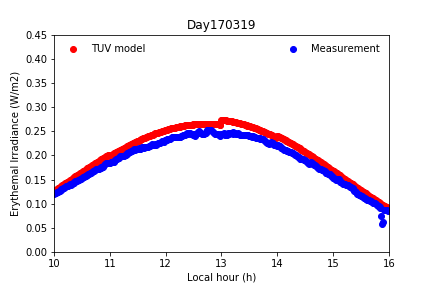 Day170319
TUV model
Measurement
Erythemal Irradiance (W/m2)
0.45
0.40
0.35
0.30
0.25
0.20
0.15
0.10
0.05
0.00
10 11 12 13 14 15 16
Local hour (h)